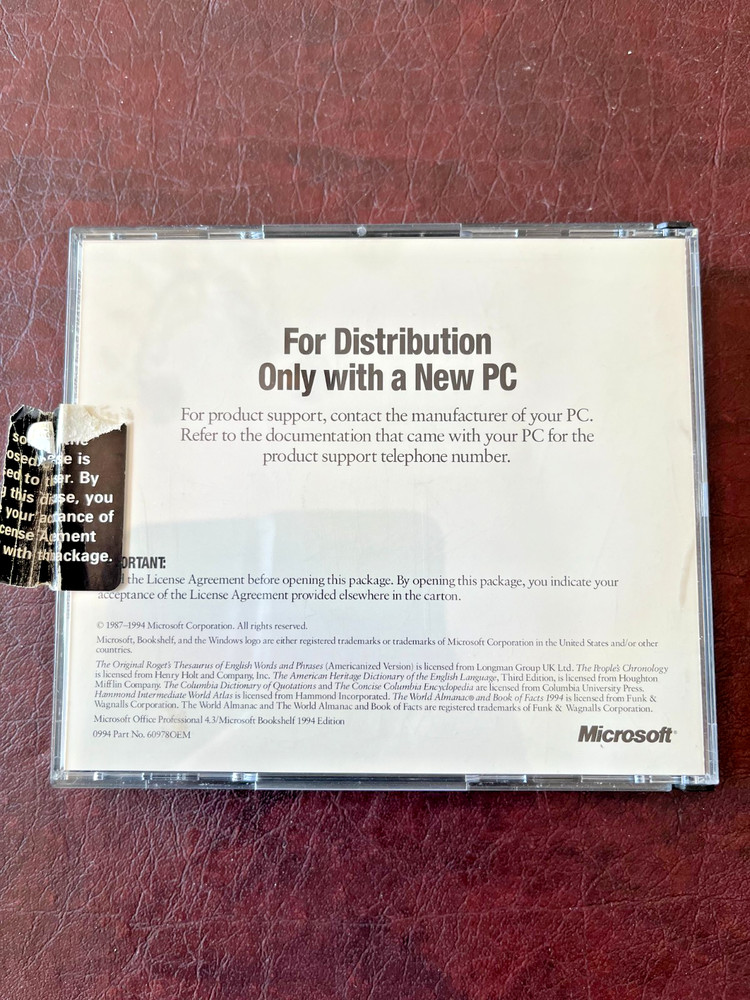 For Distribution
Only with a New PC
For product support, contact the manufacturer of your PC.
Refer to the documentation that came with your PC for the
product support telephone number.
is
to By
this you
your of
with
ORTANT:
the License Agreement before opening this package. By opening this package, you indicate your
acceptance of the License Agreement provided elsewhere in the carton.
© 1987–1994 Microsoft Corporation. All rights reserved.
Microsoft, Bookshelf, and the Windows logo are either registered trademarks or trademarks of Microsoft Corporation in the United States and/or other
countries.
The Original Roget's Thesaurus of English Words and Phrases (Americanized Version) is licensed from Longman Group UK Ltd. The People's Chronology
is licensed from Henry Holt and Company, Inc. The American Heritage Dictionary of the English Language, Third Edition, is licensed from Houghton
Mifflin Company. The Columbia Dictionary of Quotations and The Concise Columbia Encyclopedia are licensed from Columbia University Press.
Hammond Intermediate World Atlas is licensed from Hammond Incorporated. The World Almanac® and Book of Facts 1994 is licensed from Funk &
Wagnalls Corporation. The World Almanac and The World Almanac and Book of Facts are registered trademarks of Funk & Wagnalls Corporation.
Microsoft Office Professional 4.3/Microsoft Bookshelf 1994 Edition
0994 Part No. 60978OEM
Microsoft®